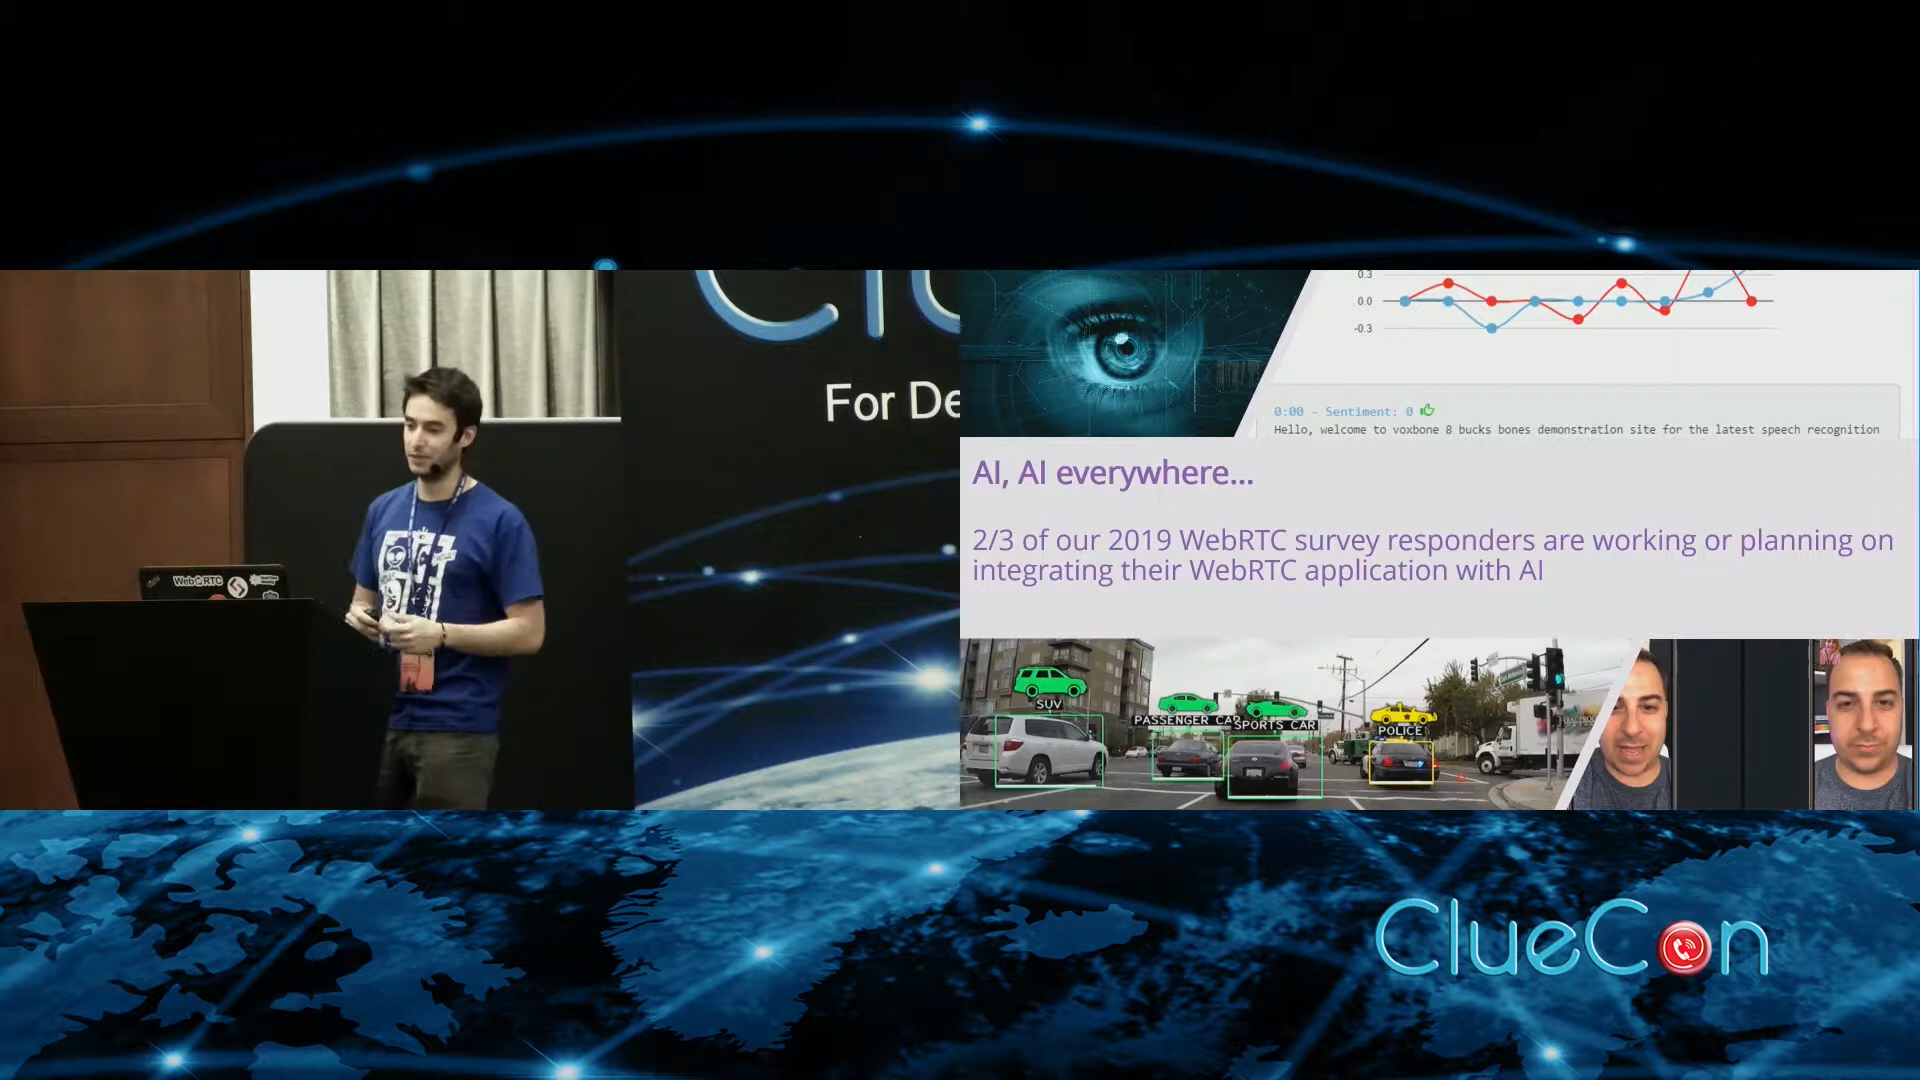 Clu
For De
WebRTC
0.3
0.0
-0.3
0:00 - Sentiment: 0
Hello, welcome to voxbone 8 bucks bones demonstration site for the latest speech recognition
AI, AI everywhere...
2/3 of our 2019 WebRTC survey responders are working or planning on
integrating their WebRTC application with AI
SUV
PASSENGER CAR
SPORTS CAR
POLICE
ClueCon